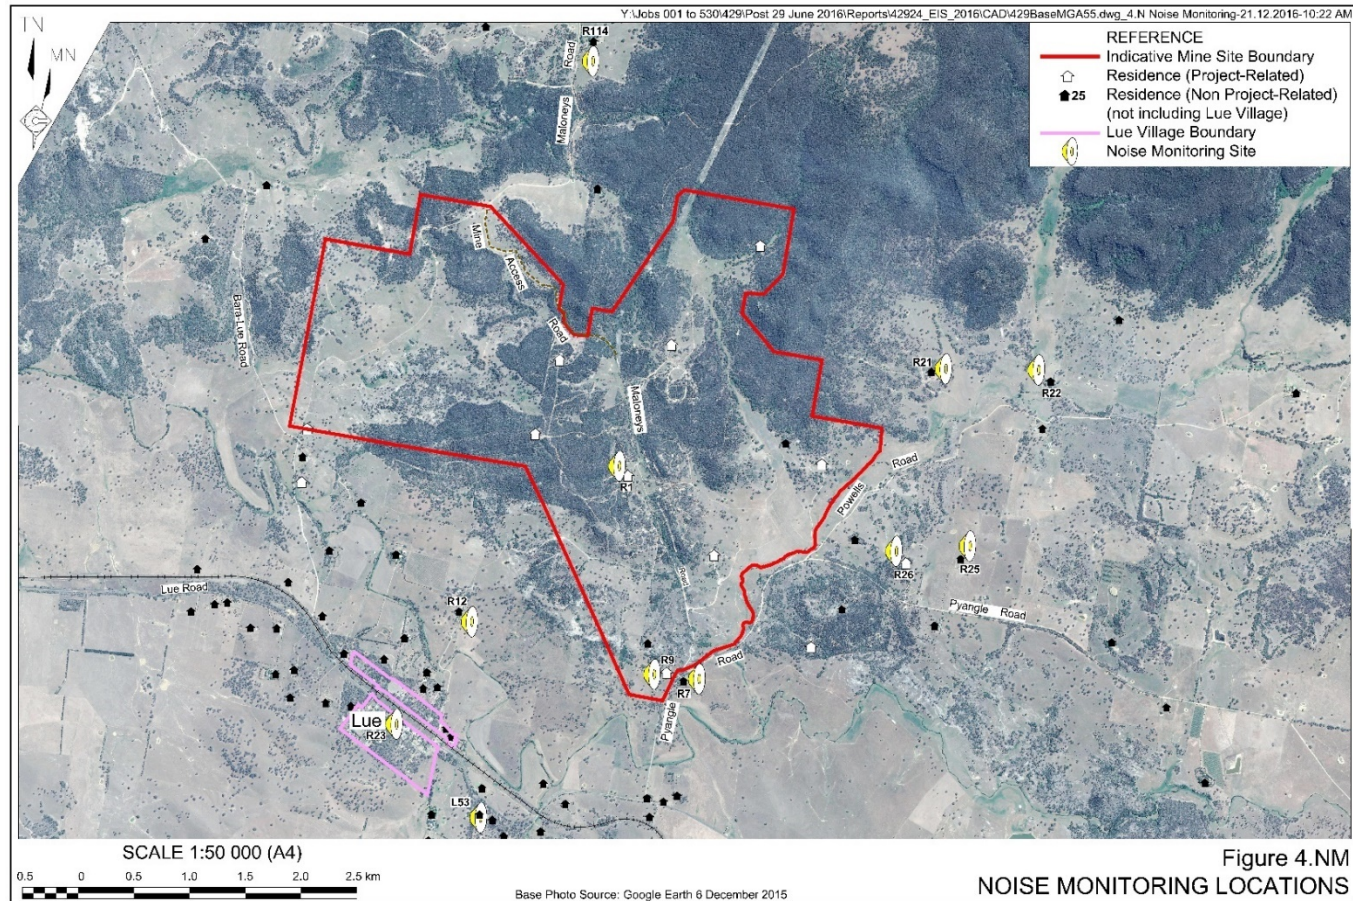 Y:\Jobs 001 to 530\429\Post 29 June 2016\Reports\42924_EIS_2016\CAD\429BaseMGA55.dwg_4.N Noise Monitoring-21.12.2016-10:22 AM
TN
MN
REFERENCE
Indicative Mine Site Boundary
Residence (Project-Related)
25 Residence (Non Project-Related)
(not including Lue Village)
Lue Village Boundary
Noise Monitoring Site
R114
Maloneys Road
Mine Access Road
Bara-Lue Road
Maloneys
R21
R22
R1
Powells Road
R26
R25
Pyangle Road
Lue Road
R12
R9
R7
Pyangle Road
Lue
R23
L53
SCALE 1:50 000 (A4)
0.5 0 0.5 1.0 1.5 2.0 2.5 km
Base Photo Source: Google Earth 6 December 2015
Figure 4.NM
NOISE MONITORING LOCATIONS